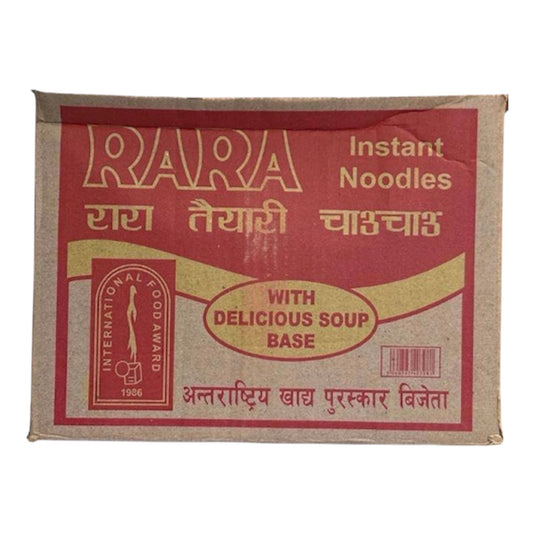 RARA
Instant
Noodles
रारा तैयारी चाउचाउ
INTERNATIONAL FOOD AWARD
1986
WITH
DELICIOUS SOUP
BASE
अन्तराष्ट्रिय खाद्य पुरस्कार बिजेता